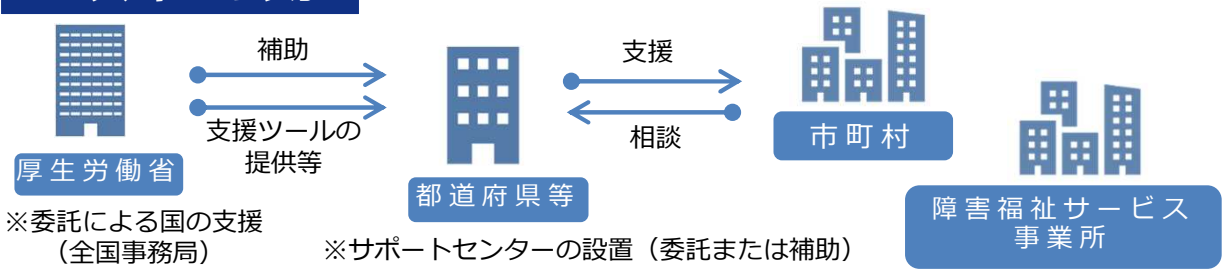 補助
支援ツールの
提供等
厚生労働省
※委託による国の支援
（全国事務局）
都道府県等
※サポートセンターの設置（委託または補助）
支援
相談
市町村
障害福祉サービス
事業所